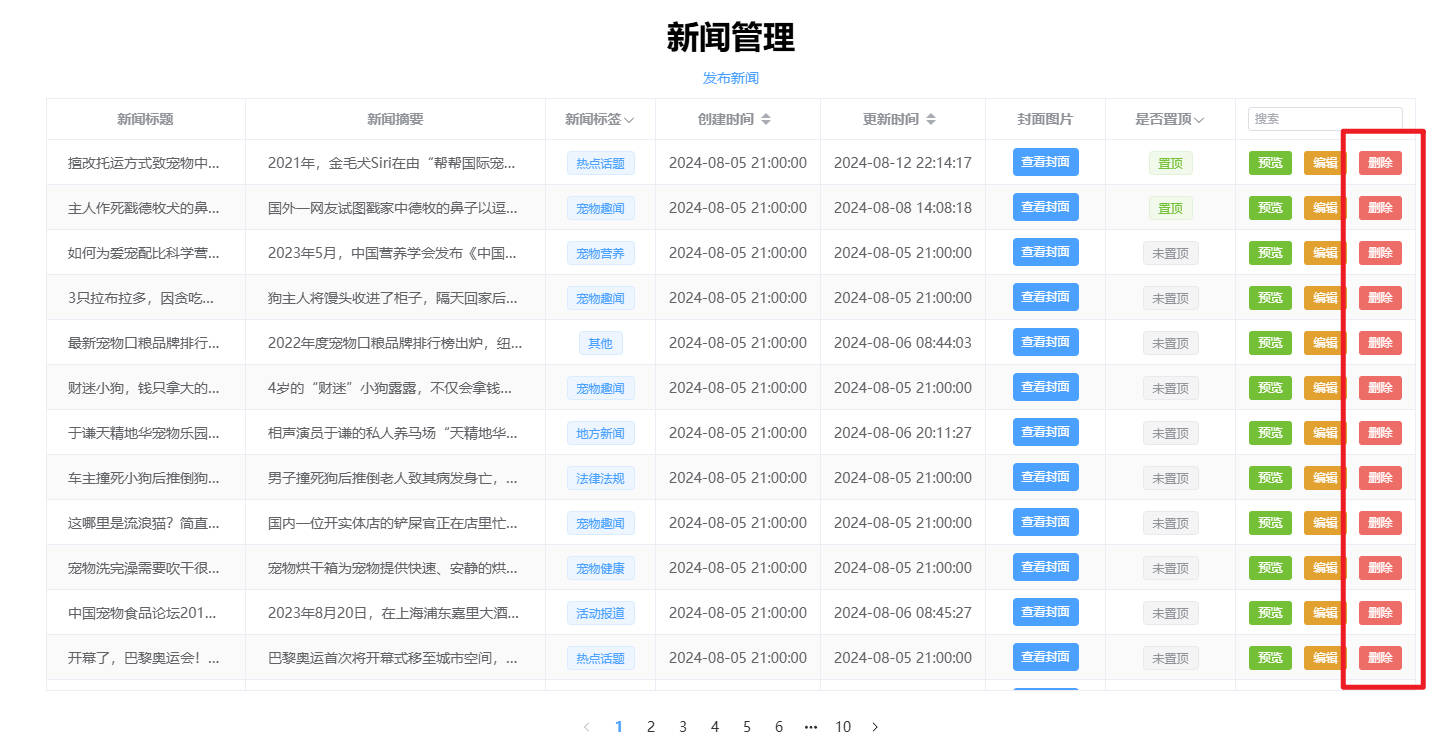 新闻管理
发布新闻
新闻标题 新闻摘要 新闻标签 创建时间 更新时间 封面图片 是否置顶 搜索
擅改托运方式致宠物中... 2021年，金毛犬Siri在由“帮帮国际宠... 热点话题 2024-08-05 21:00:00 2024-08-12 22:14:17 查看封面 置顶 预览 编辑 删除
主人作死戳德牧犬的鼻... 国外一网友试图戳家中德牧的鼻子以逗... 宠物趣闻 2024-08-05 21:00:00 2024-08-08 14:08:18 查看封面 置顶 预览 编辑 删除
如何为爱宠配比科学营... 2023年5月，中国营养学会发布《中国... 宠物营养 2024-08-05 21:00:00 2024-08-05 21:00:00 查看封面 未置顶 预览 编辑 删除
3只拉布拉多，因贪吃... 狗主人将馒头收进了柜子，隔天回家后... 宠物趣闻 2024-08-05 21:00:00 2024-08-05 21:00:00 查看封面 未置顶 预览 编辑 删除
最新宠物口粮品牌排行... 2022年度宠物口粮品牌排行榜出炉，纽... 其他 2024-08-05 21:00:00 2024-08-06 08:44:03 查看封面 未置顶 预览 编辑 删除
财迷小狗，钱只拿大的... 4岁的“财迷”小狗露露，不仅会拿钱... 宠物趣闻 2024-08-05 21:00:00 2024-08-05 21:00:00 查看封面 未置顶 预览 编辑 删除
于谦天精地华宠物乐园... 相声演员于谦的私人养马场“天精地华... 地方新闻 2024-08-05 21:00:00 2024-08-06 20:11:27 查看封面 未置顶 预览 编辑 删除
车主撞死小狗后推倒狗... 男子撞死狗后推倒老人致其病发身亡，... 法律法规 2024-08-05 21:00:00 2024-08-05 21:00:00 查看封面 未置顶 预览 编辑 删除
这哪里是流浪猫？简直... 国内一位开实体店的铲屎官正在店里忙... 宠物趣闻 2024-08-05 21:00:00 2024-08-05 21:00:00 查看封面 未置顶 预览 编辑 删除
宠物洗完澡需要吹干很... 宠物烘干箱为宠物提供快速、安静的烘... 宠物健康 2024-08-05 21:00:00 2024-08-05 21:00:00 查看封面 未置顶 预览 编辑 删除
中国宠物食品论坛201... 2023年8月20日，在上海浦东嘉里大酒... 活动报道 2024-08-05 21:00:00 2024-08-06 08:45:27 查看封面 未置顶 预览 编辑 删除
开幕了，巴黎奥运会！... 巴黎奥运首次将开幕式移至城市空间，... 热点话题 2024-08-05 21:00:00 2024-08-05 21:00:00 查看封面 未置顶 预览 编辑 删除
1 2 3 4 5 6 ••• 10